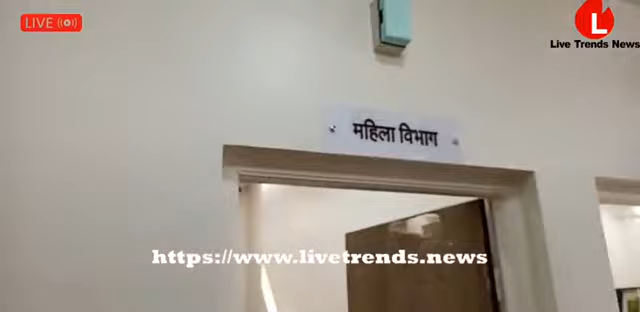 LIVE
L
Live Trends News
महिला विभाग
https://www.livetrends.news